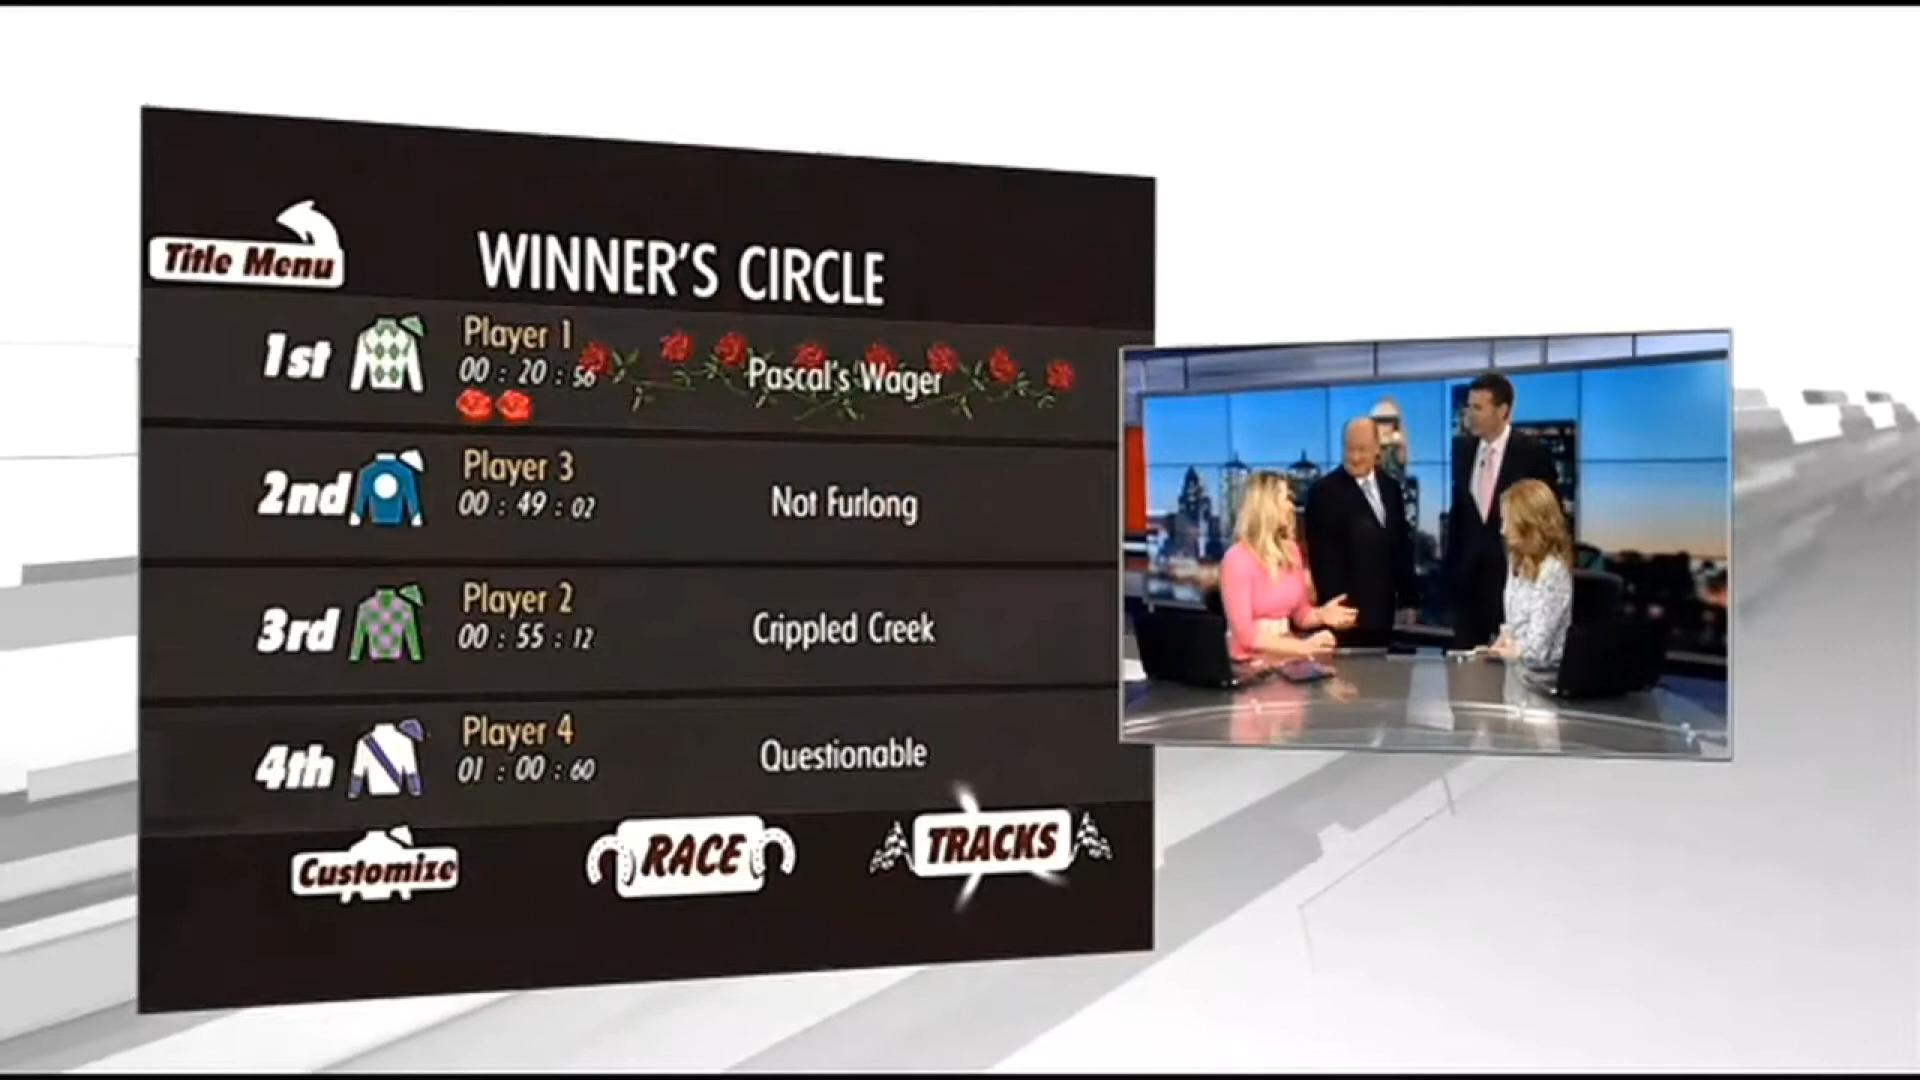 Title Menu
WINNER'S CIRCLE
1st
Player 1
00 : 20 : 56
Pascal's Wager
2nd
Player 3
00 : 49 : 02
Not Furlong
3rd
Player 2
00 : 55 : 12
Crippled Creek
4th
Player 4
01 : 00 : 60
Questionable
Customize
RACE
TRACKS